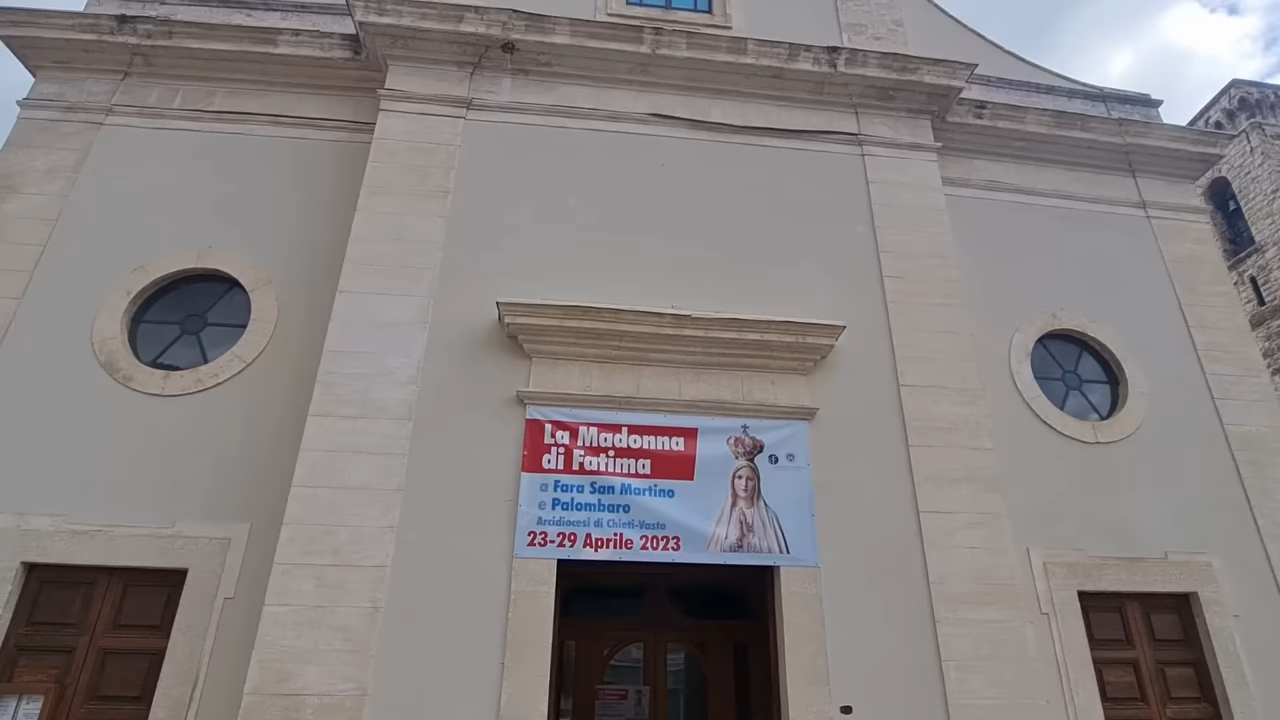 La Madonna
di Fatima
a Fara San Martino
e Palombaro
Arcidiocesi di Chieti-Vasto
23-29 Aprile 2023